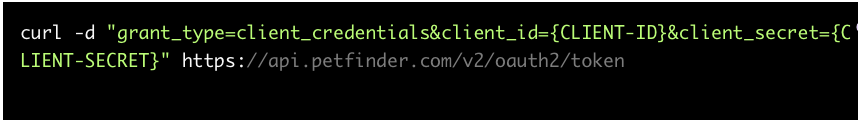 curl -d "grant_type=client_credentials&client_id={CLIENT-ID}&client_secret={C
LIENT-SECRET}" https://api.petfinder.com/v2/oauth2/token